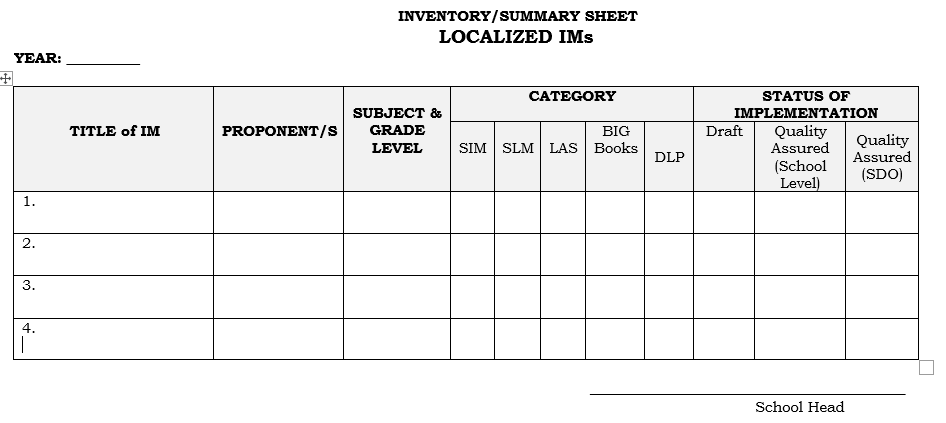 INVENTORY/SUMMARY SHEET
LOCALIZED IMs
YEAR: __________
TITLE of IM
PROPONENT/S
SUBJECT &
GRADE
LEVEL
CATEGORY
SIM
SLM
LAS
BIG
Books
DLP
STATUS OF
IMPLEMENTATION
Draft
Quality
Assured
(School
Level)
Quality
Assured
(SDO)
1.
2.
3.
4.
School Head